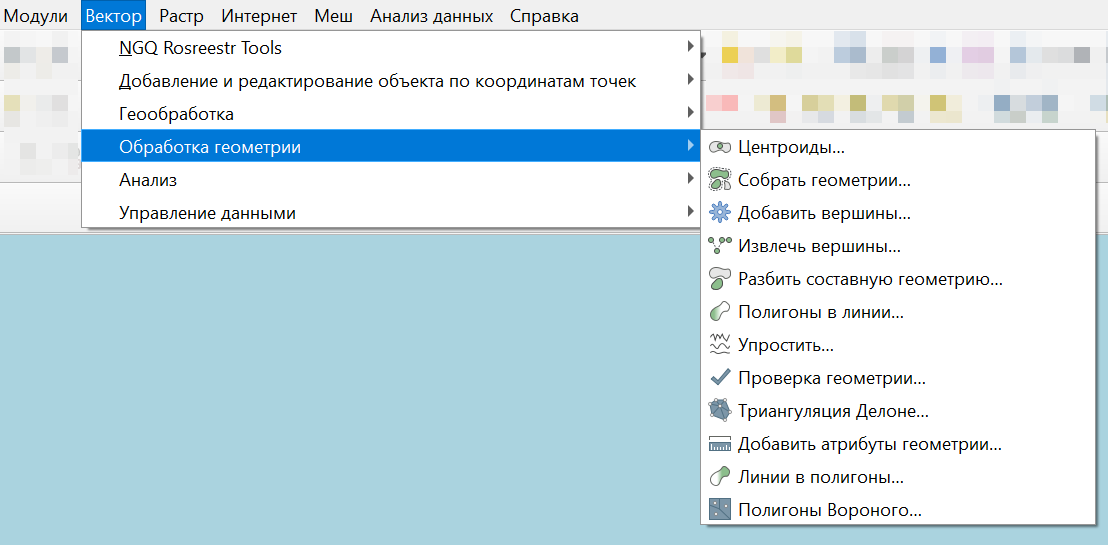 Модули Вектор Растр Интернет Меш Анализ данных Справка
NGQ Rosreestr Tools
Добавление и редактирование объекта по координатам точек
Геообработка
Обработка геометрии
Анализ
Управление данными
Центроиды...
Собрать геометрии...
Добавить вершины...
Извлечь вершины...
Разбить составную геометрию...
Полигоны в линии...
Упростить...
Проверка геометрии...
Триангуляция Делоне...
Добавить атрибуты геометрии...
Линии в полигоны...
Полигоны Вороного...